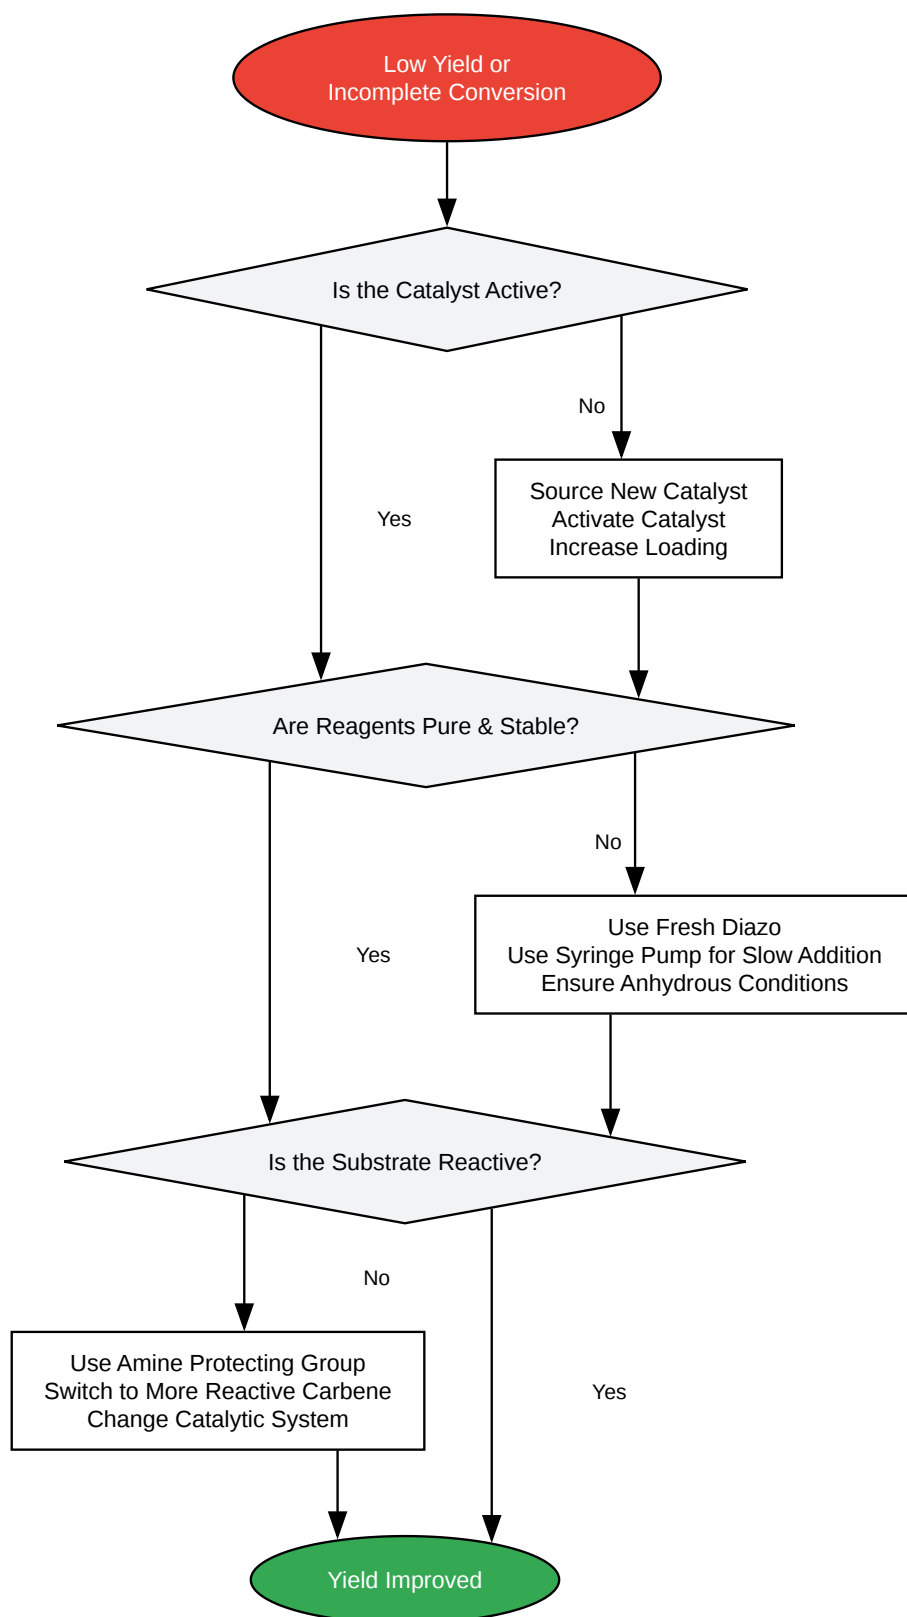 Low Yield or
Incomplete Conversion
Is the Catalyst Active?
No
Source New Catalyst
Activate Catalyst
Increase Loading
Yes
Are Reagents Pure & Stable?
No
Use Fresh Diazo
Use Syringe Pump for Slow Addition
Ensure Anhydrous Conditions
Yes
Is the Substrate Reactive?
No
Use Amine Protecting Group
Switch to More Reactive Carbene
Change Catalytic System
Yes
Yield Improved